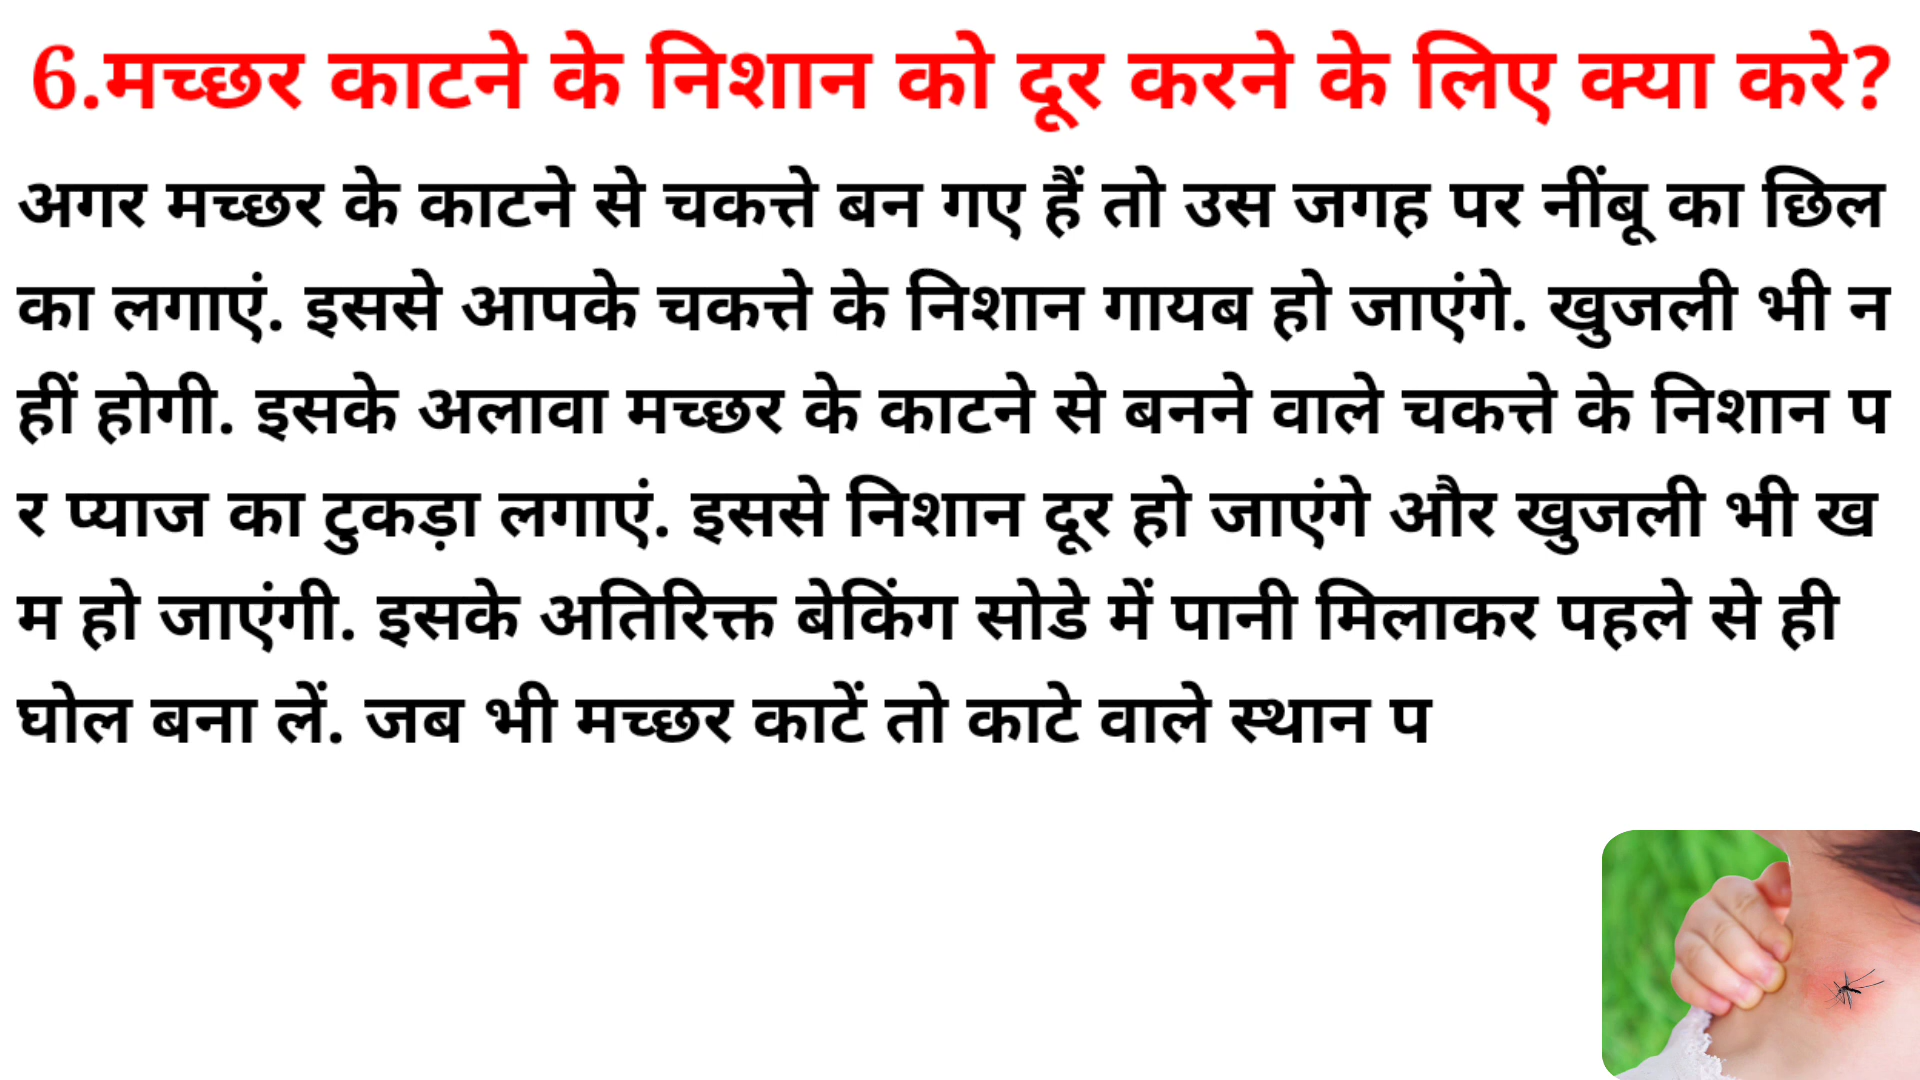 6.मच्छर काटने के निशान को दूर करने के लिए क्या करे?
अगर मच्छर के काटने से चकत्ते बन गए हैं तो उस जगह पर नींबू का छिल
का लगाएं. इससे आपके चकत्ते के निशान गायब हो जाएंगे. खुजली भी न
हीं होगी. इसके अलावा मच्छर के काटने से बनने वाले चकत्ते के निशान प
र प्याज का टुकड़ा लगाएं. इससे निशान दूर हो जाएंगे और खुजली भी ख
म हो जाएंगी. इसके अतिरिक्त बेकिंग सोडे में पानी मिलाकर पहले से ही
घोल बना लें. जब भी मच्छर काटें तो काटे वाले स्थान प